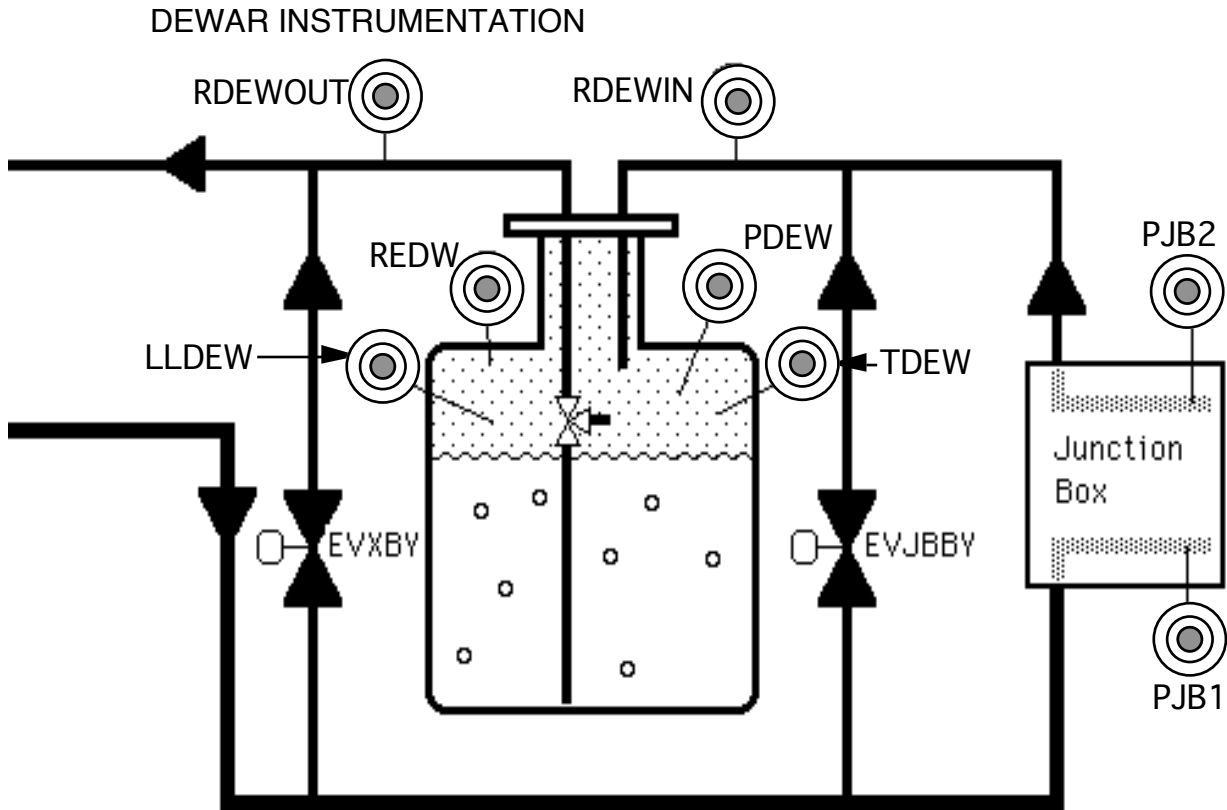 DEWAR INSTRUMENTATION
RDEWOUT
RDEWIN
REDW
PDEW
PJB2
LLDEW
TDEW
Junction
Box
EVXBY
EVJBBY
PJB1